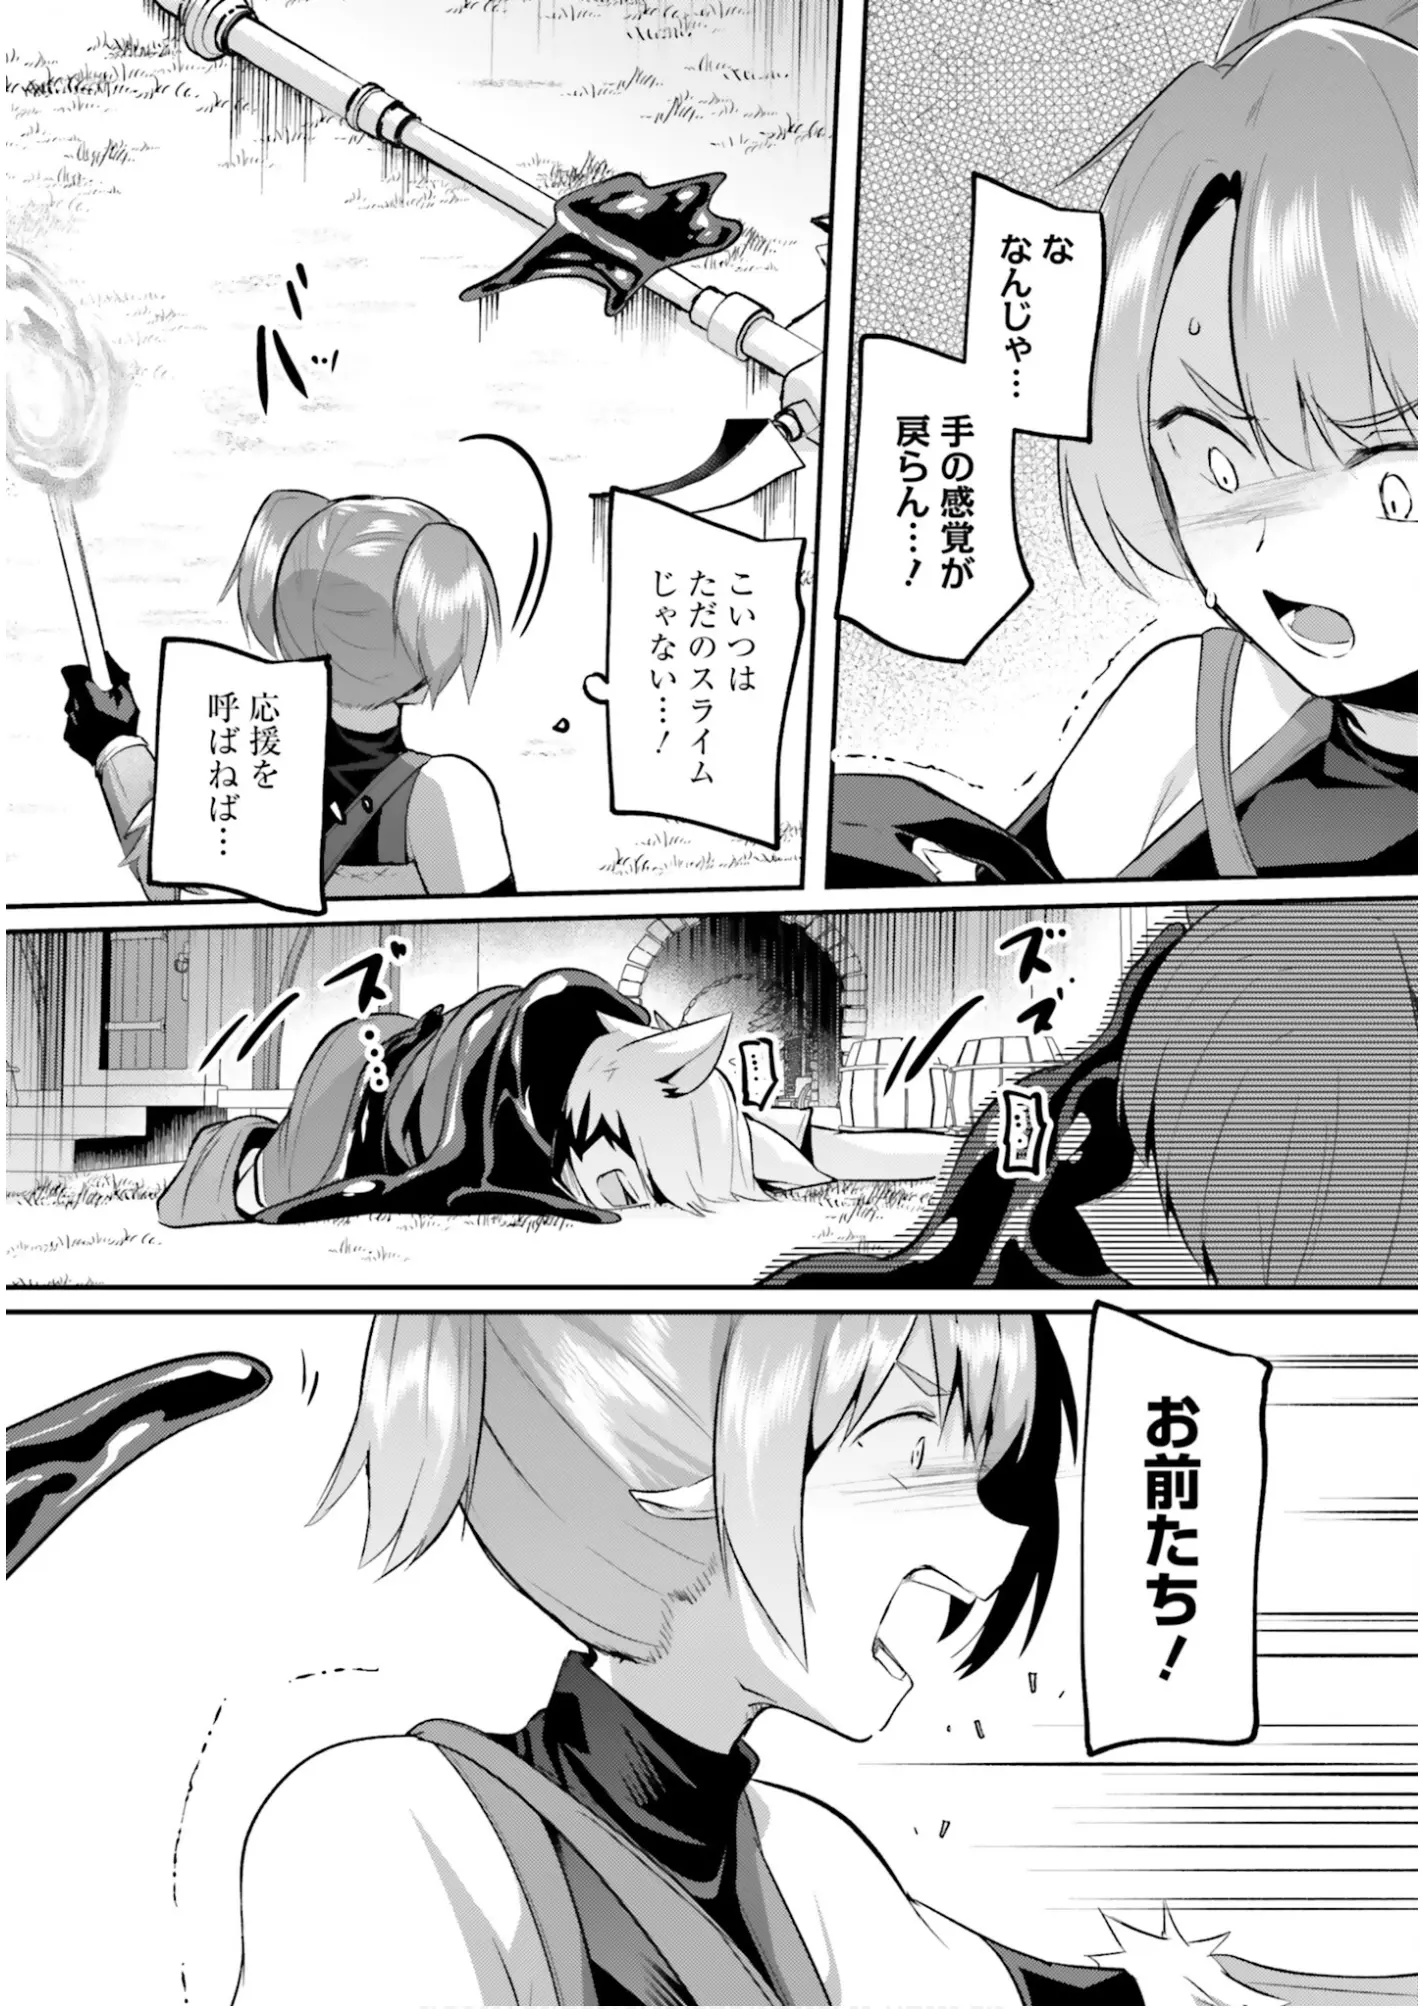 な
なんじゃ…
手の感覚が
戻らん…！
こいつは
ただのスライム
じゃない…！
応援を
呼ばねば…
ズ
ズ…
ズ
ズ…
……
……
お前たち！